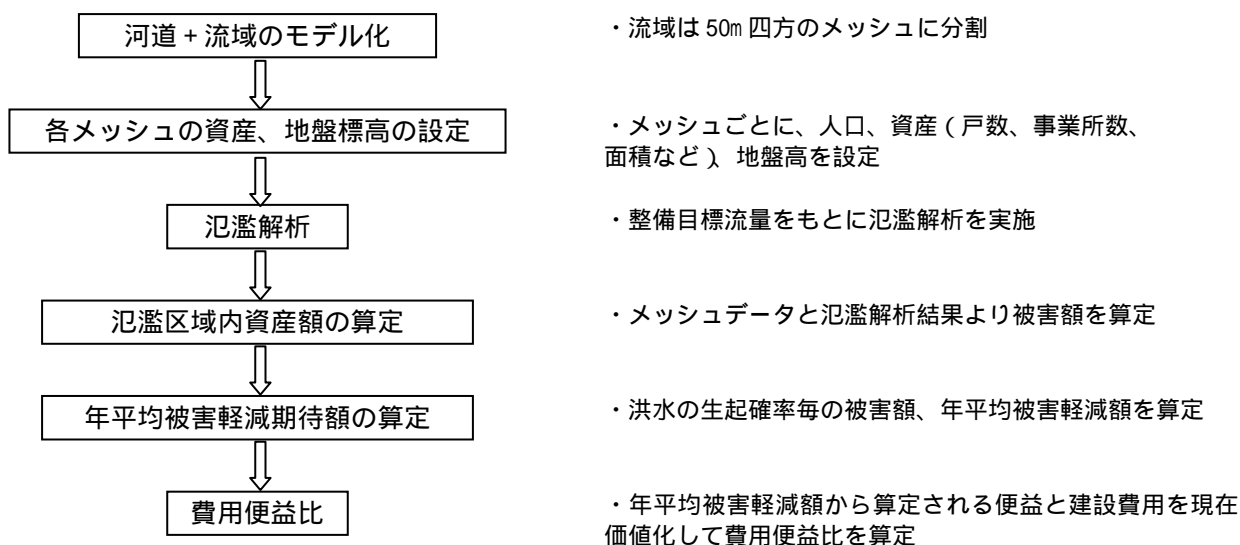 河道+流域のモデル化
・流域は 50m 四方のメッシュに分割
各メッシュの資産、地盤標高の設定
・メッシュごとに、人口、資産(戸数、事業所数、
面積など)、地盤高を設定
氾濫解析
・整備目標流量をもとに氾濫解析を実施
氾濫区域内資産額の算定
・メッシュデータと氾濫解析結果より被害額を算定
年平均被害軽減期待額の算定
・洪水の生起確率毎の被害額、年平均被害軽減額を算定
費用便益比
・年平均被害軽減額から算定される便益と建設費用を現在
価値化して費用便益比を算定